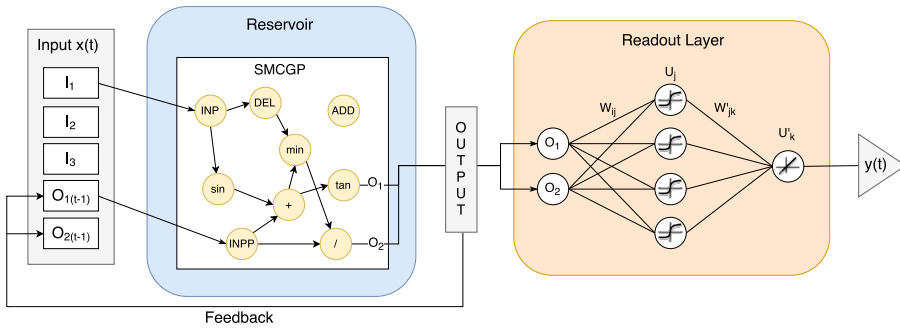 Input x(t)
I1
I2
I3
O1(t-1)
O2(t-1)
Reservoir
SMCGP
INP
DEL
ADD
min
sin
tan
+
INPP
/
O1
O2
OUTPUT
Feedback
Readout Layer
Uj
Wij
W'jk
U'k
O1
O2
y(t)